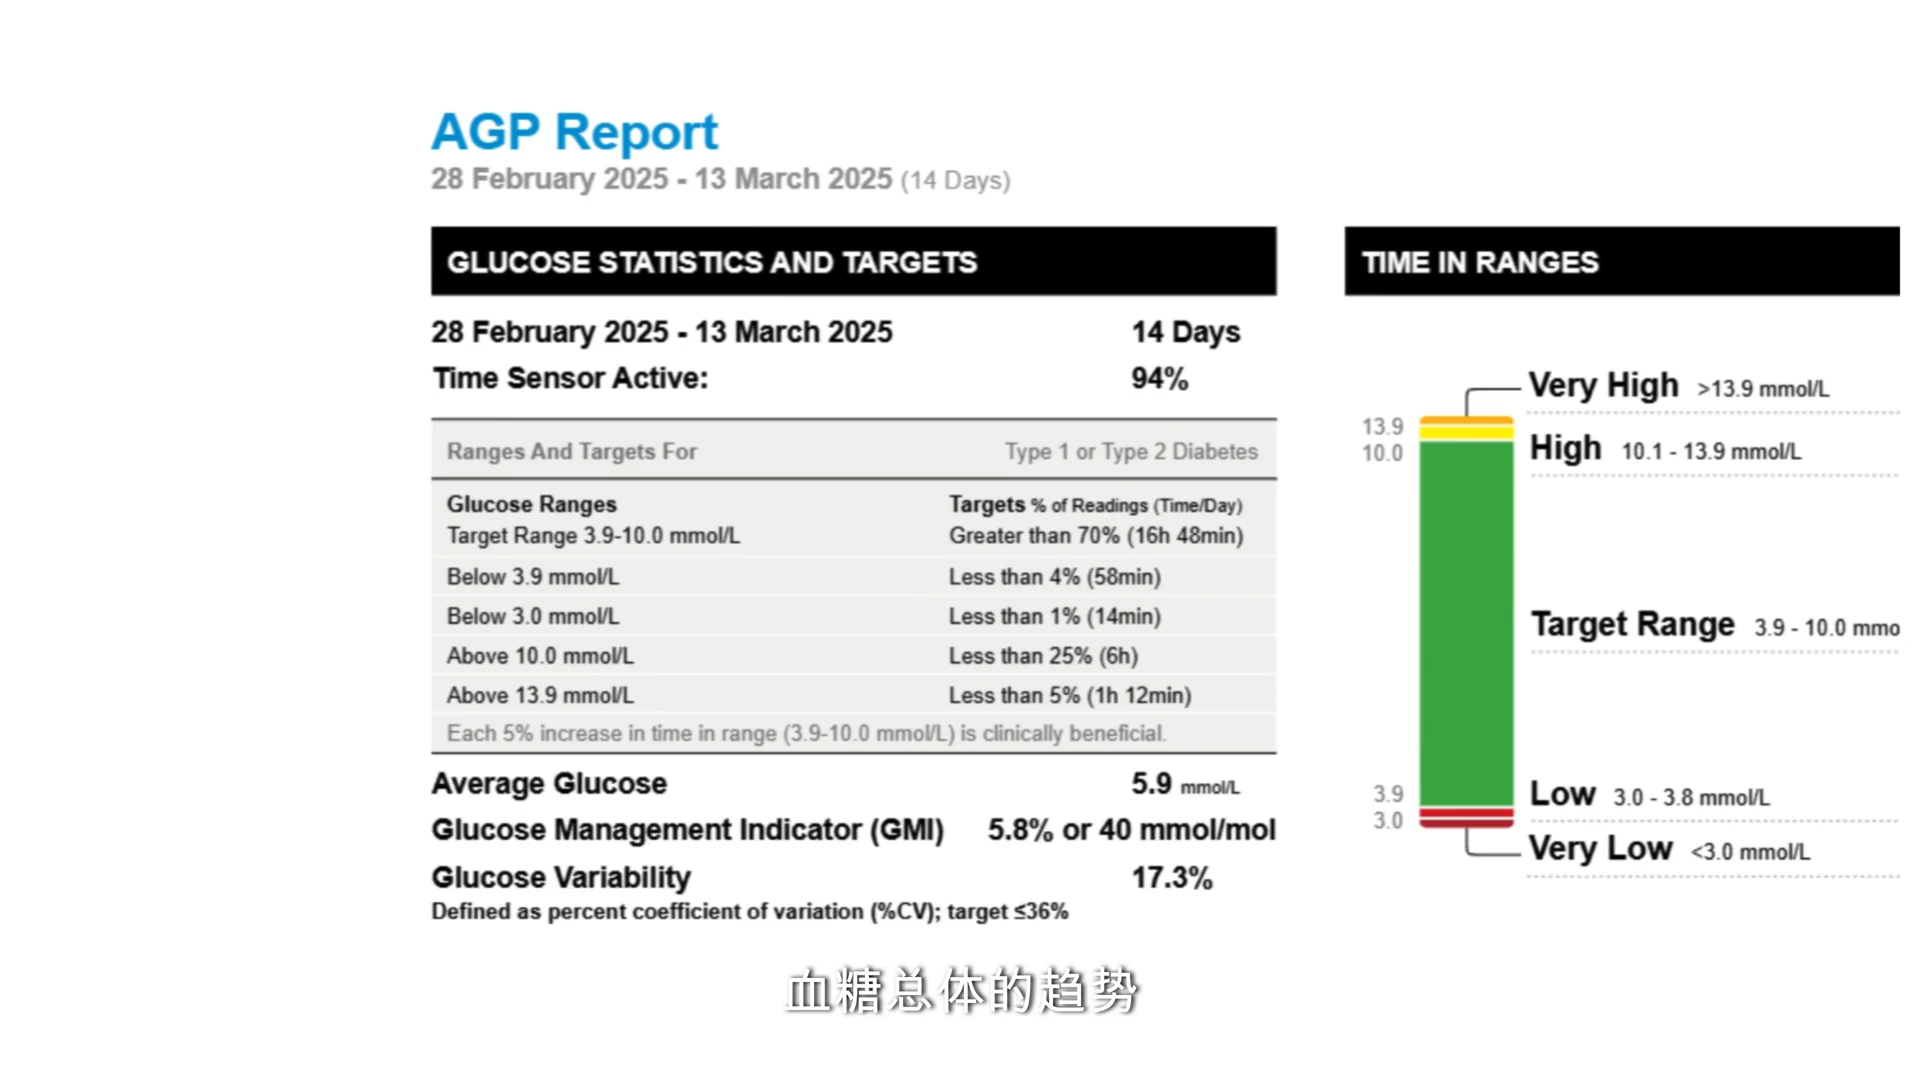 AGP Report
28 February 2025 - 13 March 2025 (14 Days)
GLUCOSE STATISTICS AND TARGETS
28 February 2025 - 13 March 2025 14 Days
Time Sensor Active: 94%
Ranges And Targets For Type 1 or Type 2 Diabetes
Glucose Ranges Targets % of Readings (Time/Day)
Target Range 3.9-10.0 mmol/L Greater than 70% (16h 48min)
Below 3.9 mmol/L Less than 4% (58min)
Below 3.0 mmol/L Less than 1% (14min)
Above 10.0 mmol/L Less than 25% (6h)
Above 13.9 mmol/L Less than 5% (1h 12min)
Each 5% increase in time in range (3.9-10.0 mmol/L) is clinically beneficial.
Average Glucose 5.9 mmol/L
Glucose Management Indicator (GMI) 5.8% or 40 mmol/mol
Glucose Variability 17.3%
Defined as percent coefficient of variation (%CV); target ≤36%
TIME IN RANGES
Very High >13.9 mmol/L
13.9
High 10.1 - 13.9 mmol/L
10.0
Target Range 3.9 - 10.0 mmo
3.9
Low 3.0 - 3.8 mmol/L
3.0
Very Low <3.0 mmol/L
血糖总体的趋势